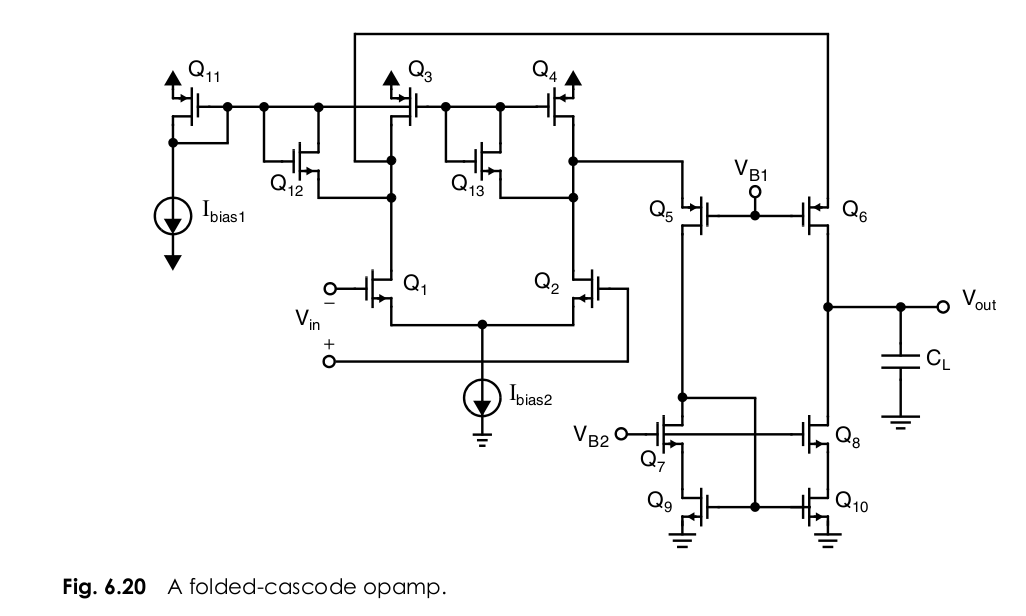 Q11
Q3
Q4
Q12
Q13
VB1
Ibias1
Q5
Q6
Q1
Q2
−
Vin
+
Vout
CL
Ibias2
VB2
Q7
Q8
Q9
Q10
Fig. 6.20 A folded-cascode opamp.